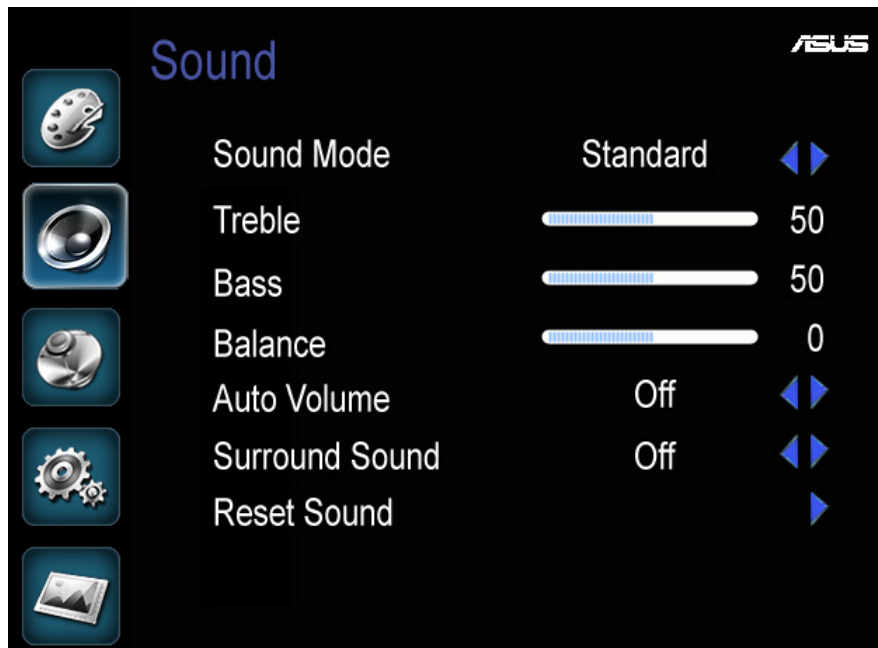 Sound
ASUS
Sound Mode Standard
Treble 50
Bass 50
Balance 0
Auto Volume Off
Surround Sound Off
Reset Sound